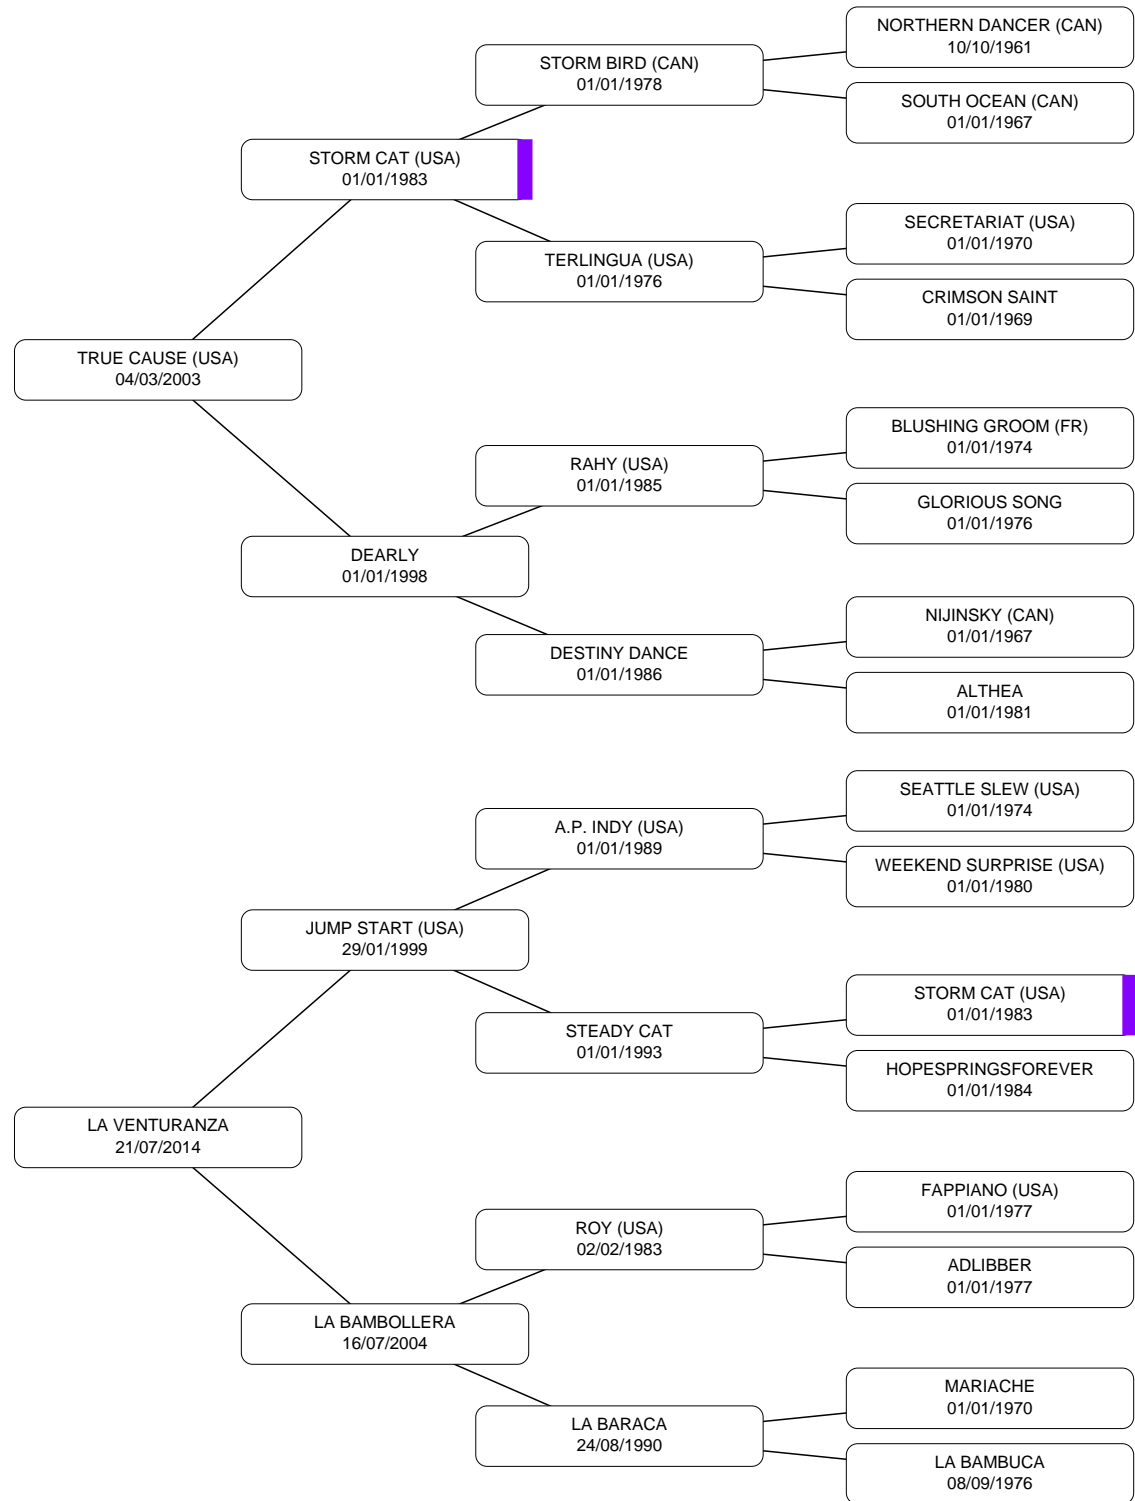 NORTHERN DANCER (CAN)
10/10/1961
STORM BIRD (CAN)
01/01/1978
SOUTH OCEAN (CAN)
01/01/1967
STORM CAT (USA)
01/01/1983
SECRETARIAT (USA)
01/01/1970
TERLINGUA (USA)
01/01/1976
CRIMSON SAINT
01/01/1969
TRUE CAUSE (USA)
04/03/2003
BLUSHING GROOM (FR)
01/01/1974
RAHY (USA)
01/01/1985
GLORIOUS SONG
01/01/1976
DEARLY
01/01/1998
NIJINSKY (CAN)
01/01/1967
DESTINY DANCE
01/01/1986
ALTHEA
01/01/1981
SEATTLE SLEW (USA)
01/01/1974
A.P. INDY (USA)
01/01/1989
WEEKEND SURPRISE (USA)
01/01/1980
JUMP START (USA)
29/01/1999
STORM CAT (USA)
01/01/1983
STEADY CAT
01/01/1993
HOPESPRINGSFOREVER
01/01/1984
LA VENTURANZA
21/07/2014
FAPPIANO (USA)
01/01/1977
ROY (USA)
02/02/1983
ADLIBBER
01/01/1977
LA BAMBOLLERA
16/07/2004
MARIACHE
01/01/1970
LA BARACA
24/08/1990
LA BAMBUCA
08/09/1976